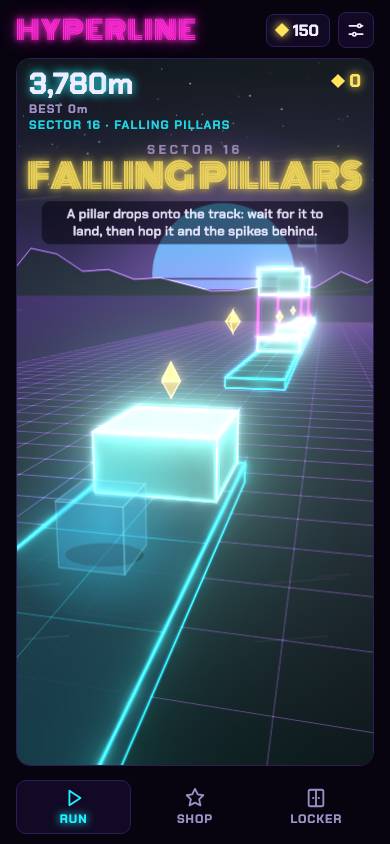 HYPERLINE
150
3,780m
0
BEST 0m
SECTOR 16 · FALLING PILLARS
SECTOR 16
FALLING PILLARS
A pillar drops onto the track: wait for it to
land, then hop it and the spikes behind.
RUN
SHOP
LOCKER